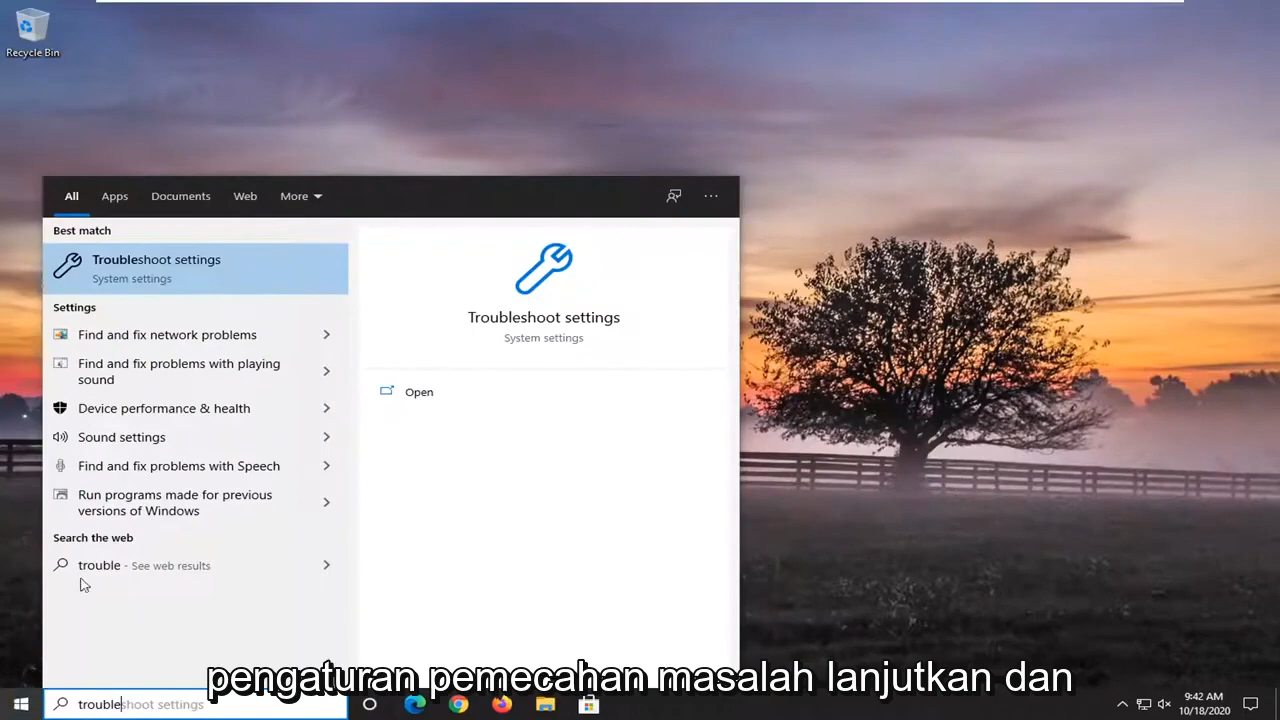 Recycle Bin
All Apps Documents Web More
Best match
Troubleshoot settings
System settings
Settings
Find and fix network problems
Find and fix problems with playing
sound
Device performance & health
Sound settings
Find and fix problems with Speech
Run programs made for previous
versions of Windows
Search the web
trouble - See web results
Troubleshoot settings
System settings
Open
pengaturan pemecahan masalah lanjutkan dan
troubleshoot settings
9:42 AM
10/18/2020